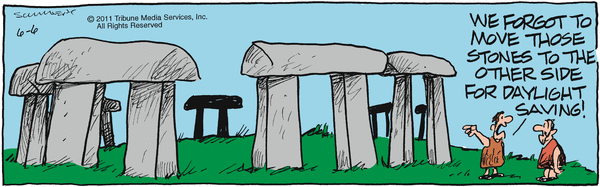 © 2011 Tribune Media Services, Inc.
All Rights Reserved
6-6
WE FORGOT TO
MOVE THOSE
STONES TO THE
OTHER SIDE
FOR DAYLIGHT
SAVING!